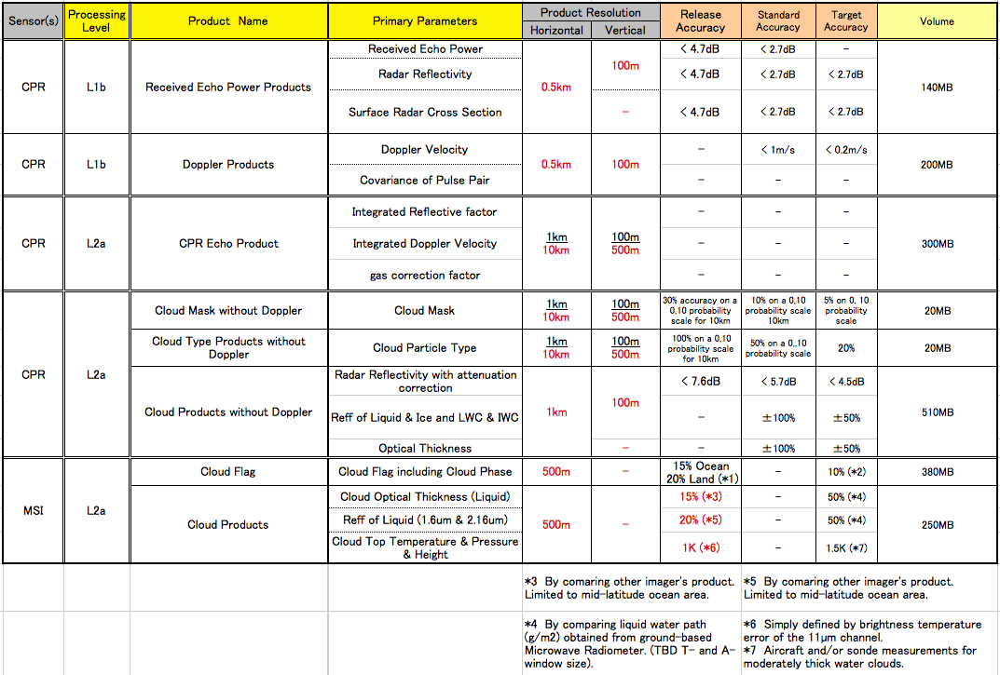 Sensor(s) Processing Level Product Name Primary Parameters Product Resolution Release Accuracy Standard Accuracy Target Accuracy Volume
Horizontal Vertical
CPR L1b Received Echo Power Products Received Echo Power 0.5km 100m < 4.7dB < 2.7dB − 140MB
Radar Reflectivity < 4.7dB < 2.7dB < 2.7dB
Surface Radar Cross Section − < 4.7dB < 2.7dB < 2.7dB
CPR L1b Doppler Products Doppler Velocity 0.5km 100m − < 1m/s < 0.2m/s 200MB
Covariance of Pulse Pair − − −
CPR L2a CPR Echo Product Integrated Reflective factor 1km 10km 100m 500m − − − 300MB
Integrated Doppler Velocity − − −
gas correction factor − − −
CPR L2a Cloud Mask without Doppler Cloud Mask 1km 10km 100m 500m 30% accuracy on a 0,10 probability scale for 10km 10% on a 0,10 probability scale 10km 5% on 0, 10 probability scale 20MB
Cloud Type Products without Doppler Cloud Particle Type 1km 10km 100m 500m 100% on a 0,10 probability scale for 10km 50% on a 0,,10 probability scale 20% 20MB
Cloud Products without Doppler Radar Reflectivity with attenuation correction 1km 100m < 7.6dB < 5.7dB < 4.5dB 510MB
Reff of Liquid & Ice and LWC & IWC − ±100% ±50%
Optical Thickness − − ±100% ±50%
MSI L2a Cloud Flag Cloud Flag including Cloud Phase 500m − 15% Ocean 20% Land (*1) − 10% (*2) 380MB
Cloud Products Cloud Optical Thickness (Liquid) 500m − 15% (*3) − 50% (*4) 250MB
Reff of Liquid (1.6um & 2.16um) 20% (*5) − 50% (*4)
Cloud Top Temperature & Pressure & Height 1K (*6) − 1.5K (*7)
*3 By comaring other imager's product.
Limited to mid-latitude ocean area.
*5 By comaring other imager's product.
Limited to mid-latitude ocean area.
*4 By comparing liquid water path
(g/m2) obtained from ground-based
Microwave Radiometer. (TBD T- and A-
window size).
*6 Simply defined by brightness temperature
error of the 11μm channel.
*7 Aircraft and/or sonde measurements for
moderately thick water clouds.